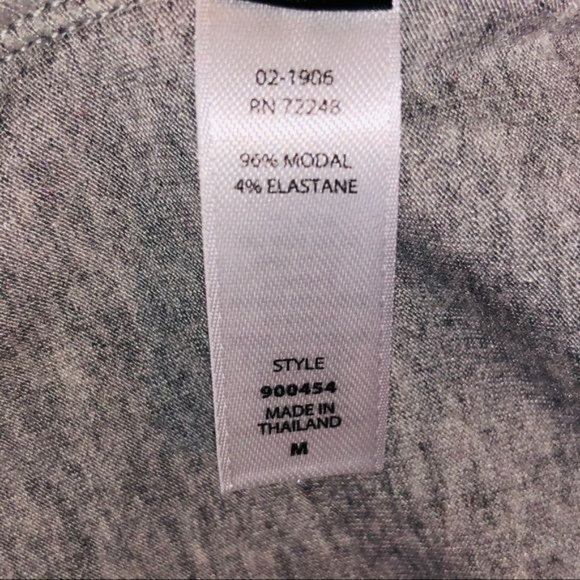 02-1906
RN 72248
96% MODAL
4% ELASTANE
STYLE
900454
MADE IN
THAILAND
M